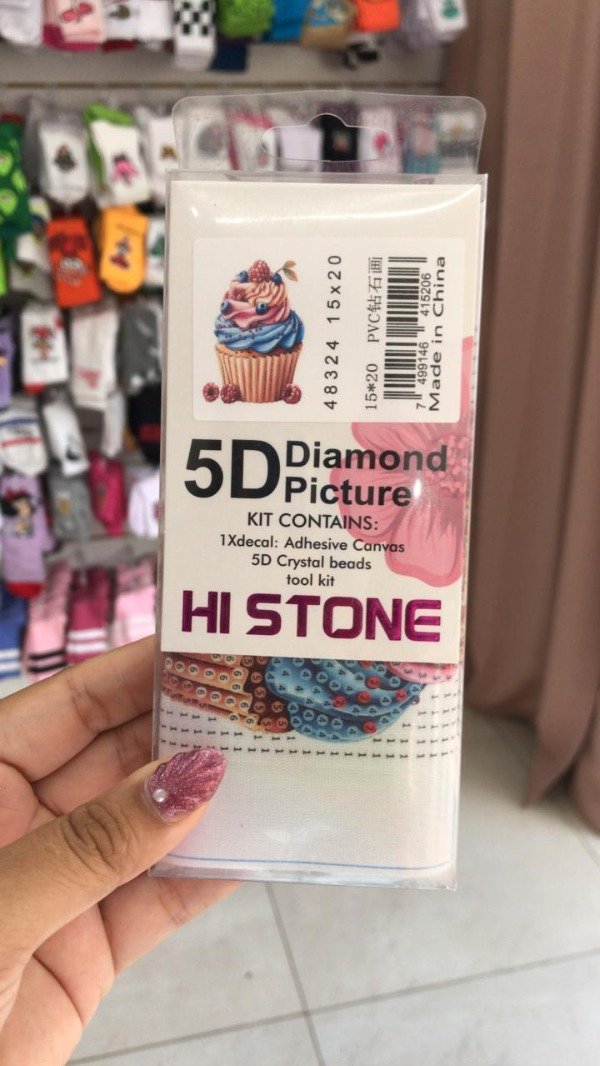 48324 15x20
15*20 PVC钻石画
7 499146 415206
Made in China
5D Diamond
Picture
KIT CONTAINS:
1Xdecal: Adhesive Canvas
5D Crystal beads
tool kit
HI STONE